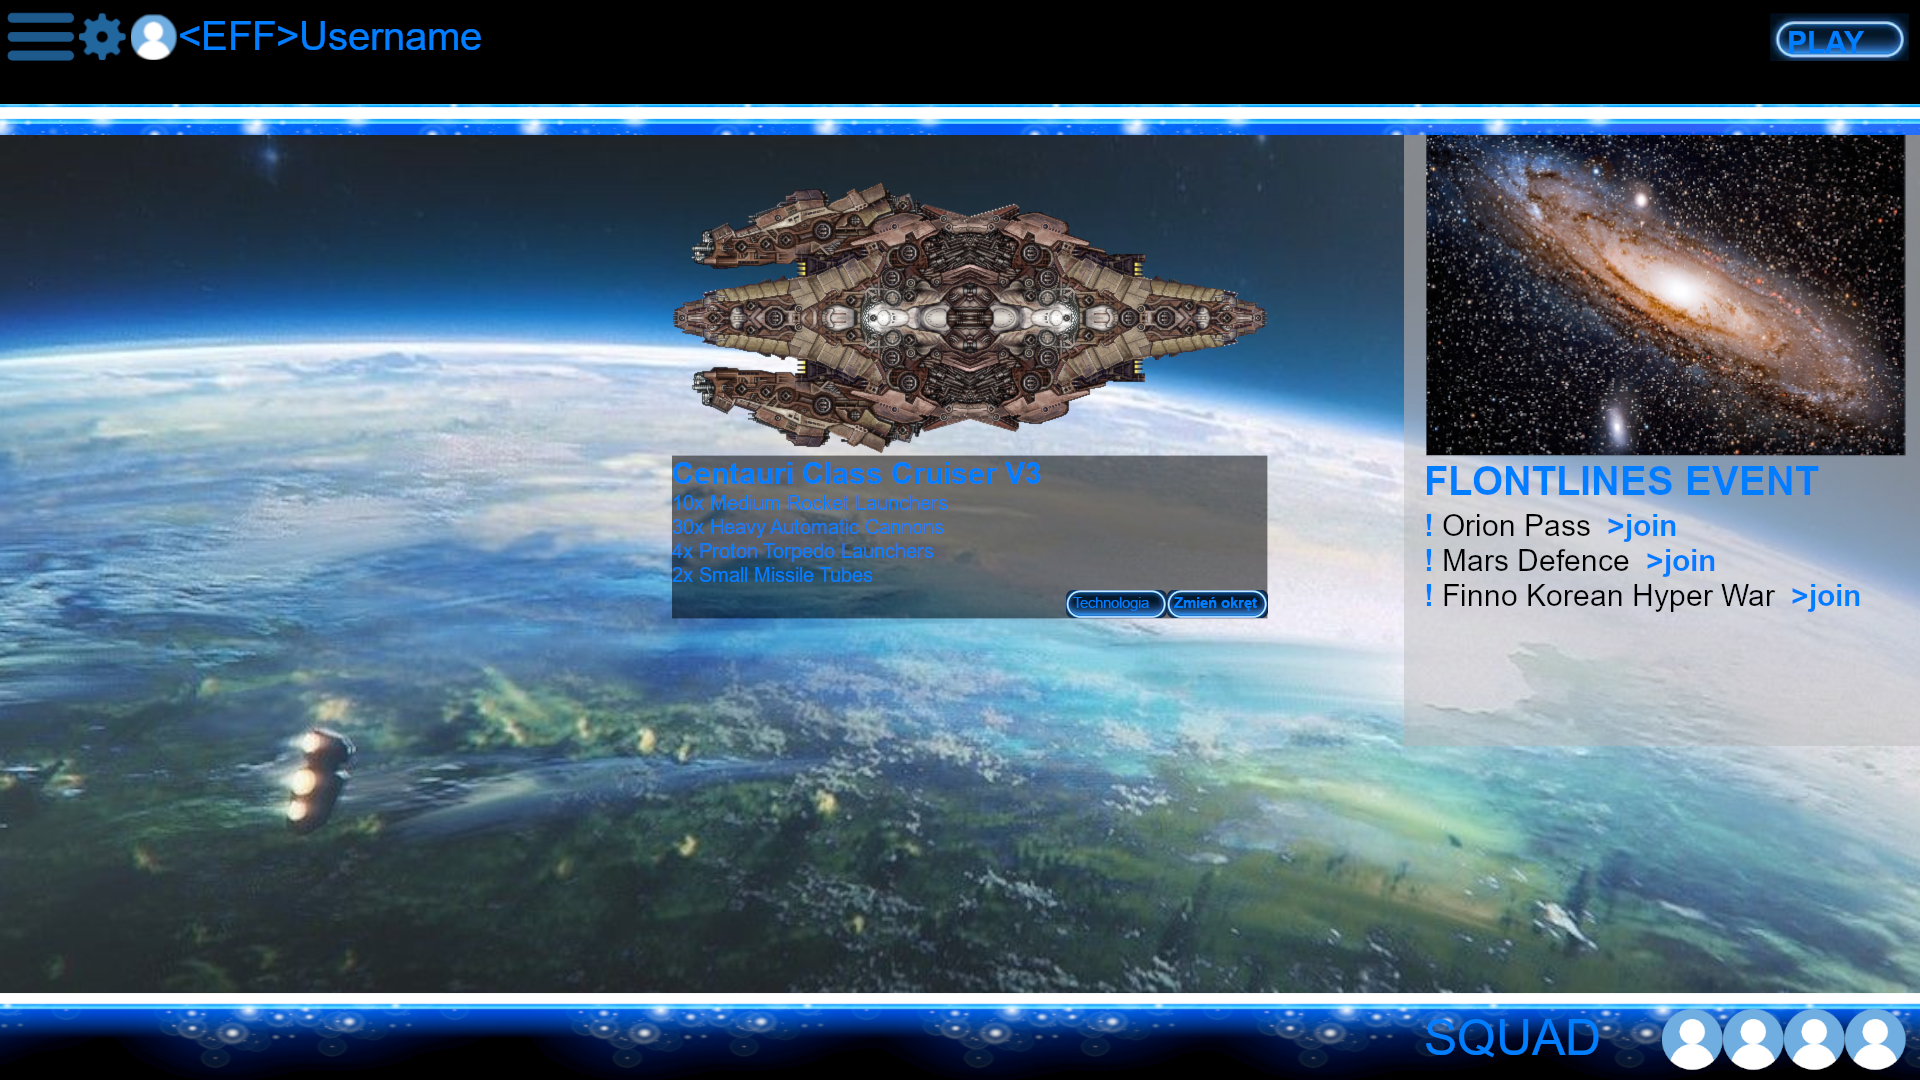 <EFF>Username
PLAY
Centauri Class Cruiser V3
10x Medium Rocket Launchers
30x Heavy Automatic Cannons
4x Proton Torpedo Launchers
2x Small Missile Tubes
Technologia
Zmień okręt
FLONTLINES EVENT
! Orion Pass >join
! Mars Defence >join
! Finno Korean Hyper War >join
SQUAD